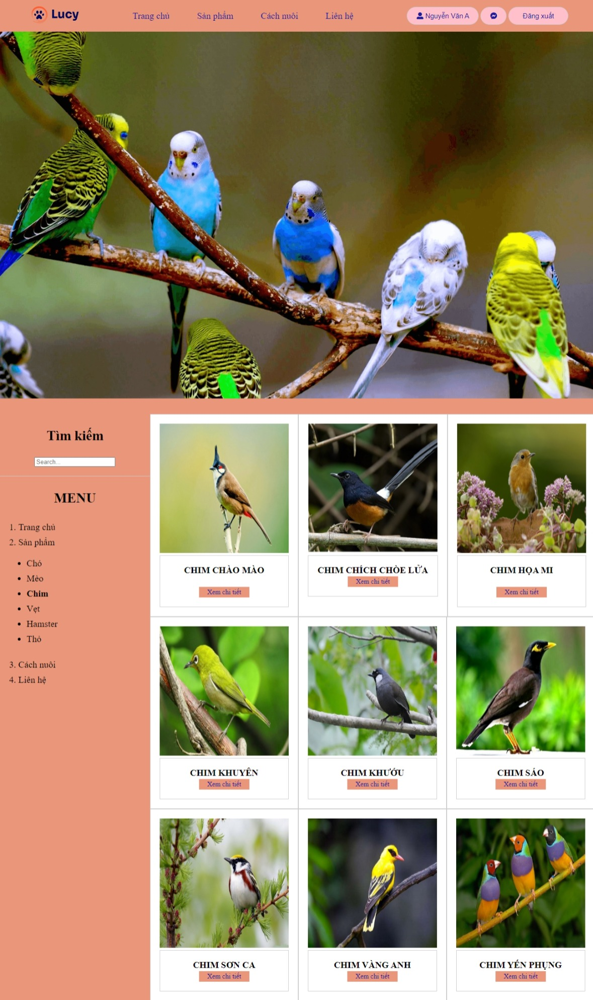 Lucy
Trang chủ
Sản phẩm
Cách nuôi
Liên hệ
Nguyễn Văn A
Đăng xuất
Tìm kiếm
Search...
MENU
1. Trang chủ
2. Sản phẩm
• Chó
• Mèo
• Chim
• Vẹt
• Hamster
• Thỏ
3. Cách nuôi
4. Liên hệ
CHIM CHÀO MÀO
Xem chi tiết
CHIM CHÍCH CHÒE LỬA
Xem chi tiết
CHIM HỌA MI
Xem chi tiết
CHIM KHUYÊN
Xem chi tiết
CHIM KHƯỚU
Xem chi tiết
CHIM SÁO
Xem chi tiết
CHIM SƠN CA
Xem chi tiết
CHIM VÀNG ANH
Xem chi tiết
CHIM YẾN PHỤNG
Xem chi tiết